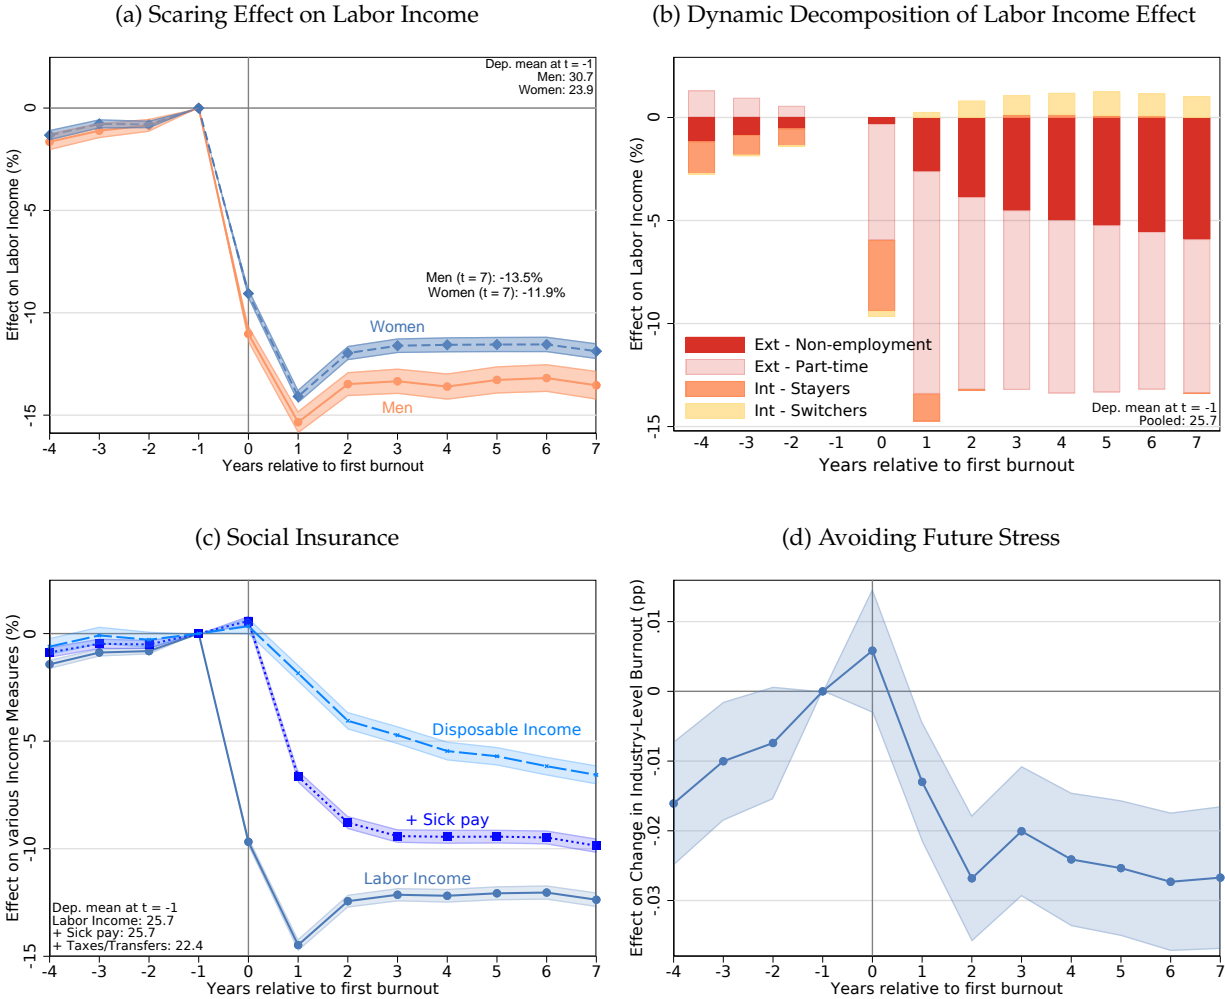 (a) Scaring Effect on Labor Income
Effect on Labor Income (%)
0
-5
-10
-15
Dep. mean at t = -1
Men: 30.7
Women: 23.9
Men (t = 7): -13.5%
Women (t = 7): -11.9%
Women
Men
-4 -3 -2 -1 0 1 2 3 4 5 6 7
Years relative to first burnout
(b) Dynamic Decomposition of Labor Income Effect
Effect on Labor Income (%)
0
-5
-10
-15
Ext - Non-employment
Ext - Part-time
Int - Stayers
Int - Switchers
Dep. mean at t = -1
Pooled: 25.7
-4 -3 -2 -1 0 1 2 3 4 5 6 7
Years relative to first burnout
(c) Social Insurance
Effect on various Income Measures (%)
0
-5
-10
-15
Disposable Income
+ Sick pay
Labor Income
Dep. mean at t = -1
Labor Income: 25.7
+ Sick pay: 25.7
+ Taxes/Transfers: 22.4
-4 -3 -2 -1 0 1 2 3 4 5 6 7
Years relative to first burnout
(d) Avoiding Future Stress
Effect on Change in Industry-Level Burnout (pp)
.01
0
-.01
-.02
-.03
-4 -3 -2 -1 0 1 2 3 4 5 6 7
Years relative to first burnout